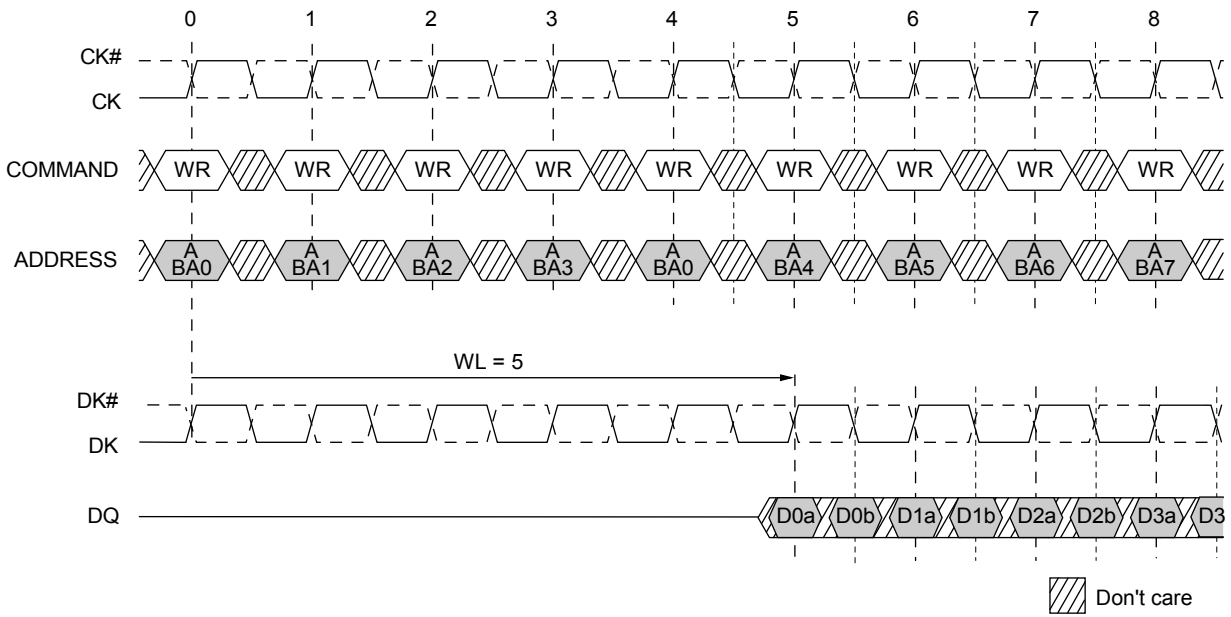 0 1 2 3 4 5 6 7 8
CK#
CK
COMMAND WR WR WR WR WR WR WR WR WR
ADDRESS A BA0 A BA1 A BA2 A BA3 A BA0 A BA4 A BA5 A BA6 A BA7
WL = 5
DK#
DK
DQ D0a D0b D1a D1b D2a D2b D3a D3
Don't care